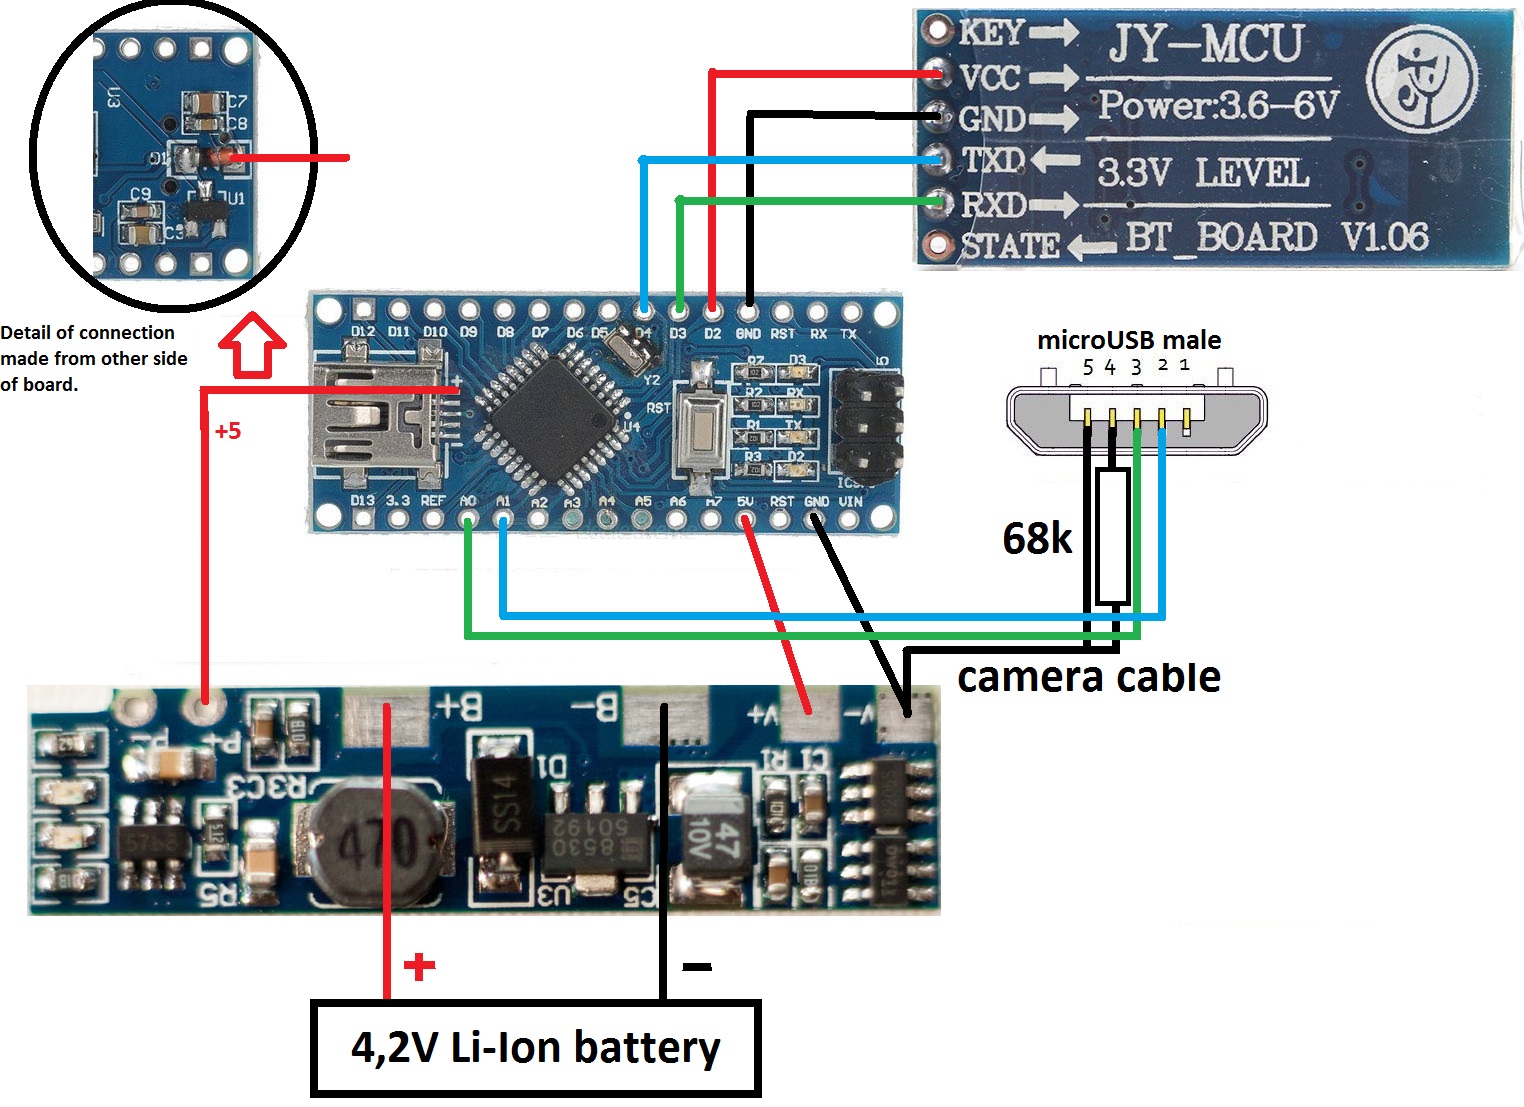 U3
C7
C8
D1
U1
C9
C3
Detail of connection
made from other side
of board.
+5
KEY
VCC
GND
TXD
RXD
STATE
JY-MCU
Power:3.6-6V
3.3V LEVEL
BT_BOARD V1.06
D12 D11 D10 D9 D8 D7 D6 D5 D4 D3 D2 GND RST RX TX
Y2
U4
RST
R7 D3
R2 RX
R1 TX
R3 D2
D13 3.3 REF A0 A1 A2 A3 A4 A5 A6 A7 5V RST GND VIN
microUSB male
5 4 3 2 1
68k
camera cable
P- P+ B+ B- V+ V-
R3 C3
D1
R1 C1
SS14
470
8530
50192
47
10V
R5
U3
C5
+ −
4,2V Li-Ion battery